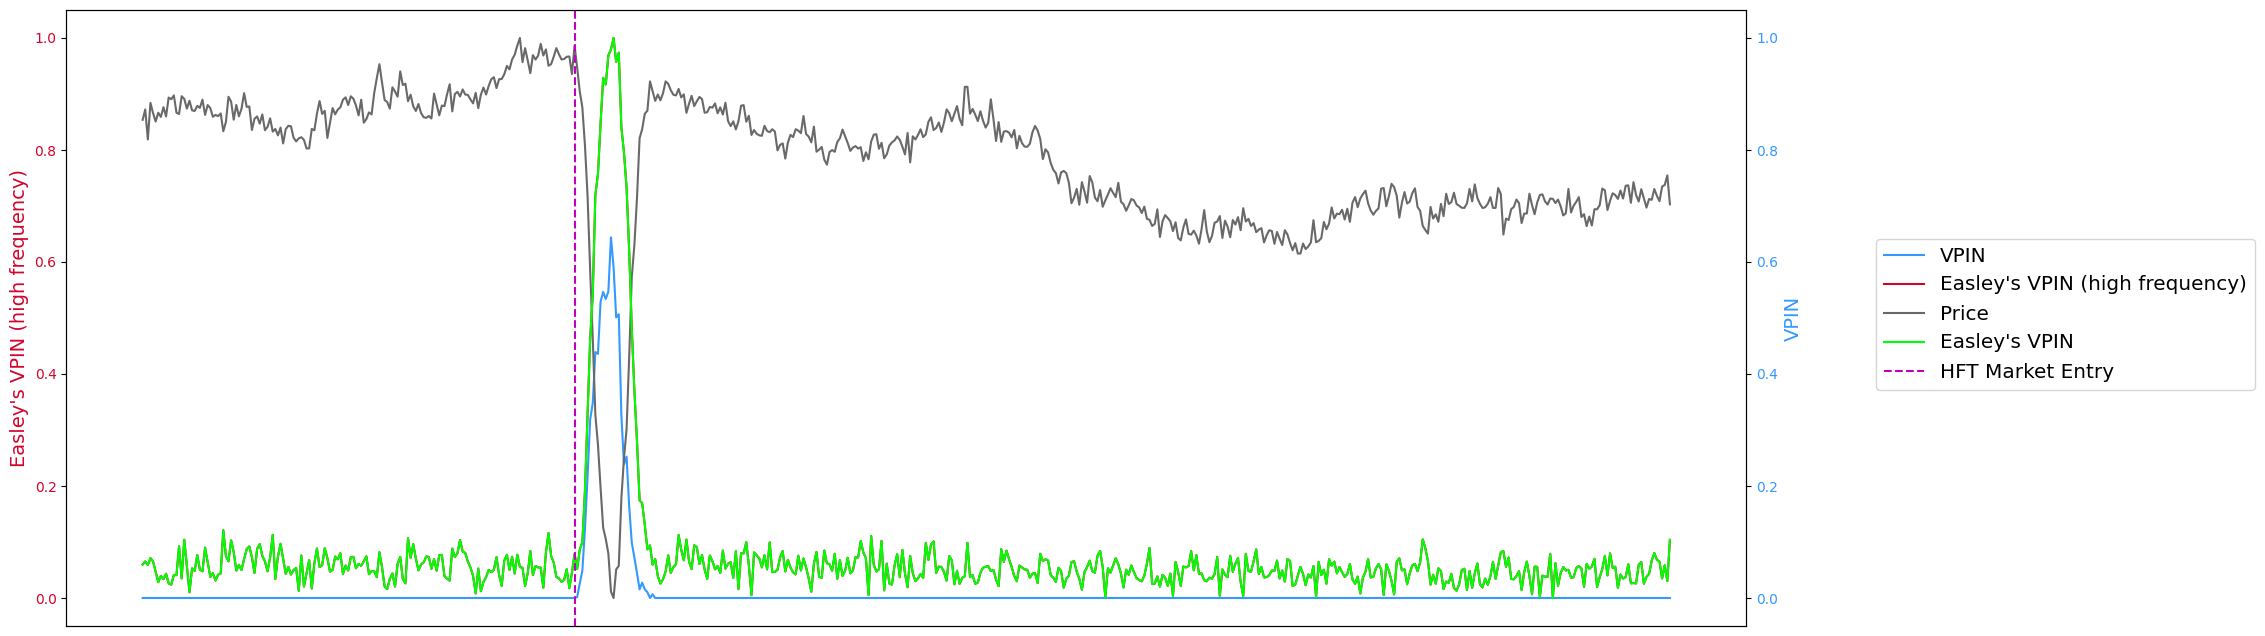 Easley's VPIN (high frequency)
1.0
0.8
0.6
0.4
0.2
0.0
1.0
0.8
0.6
0.4
0.2
0.0
VPIN
VPIN
Easley's VPIN (high frequency)
Price
Easley's VPIN
HFT Market Entry